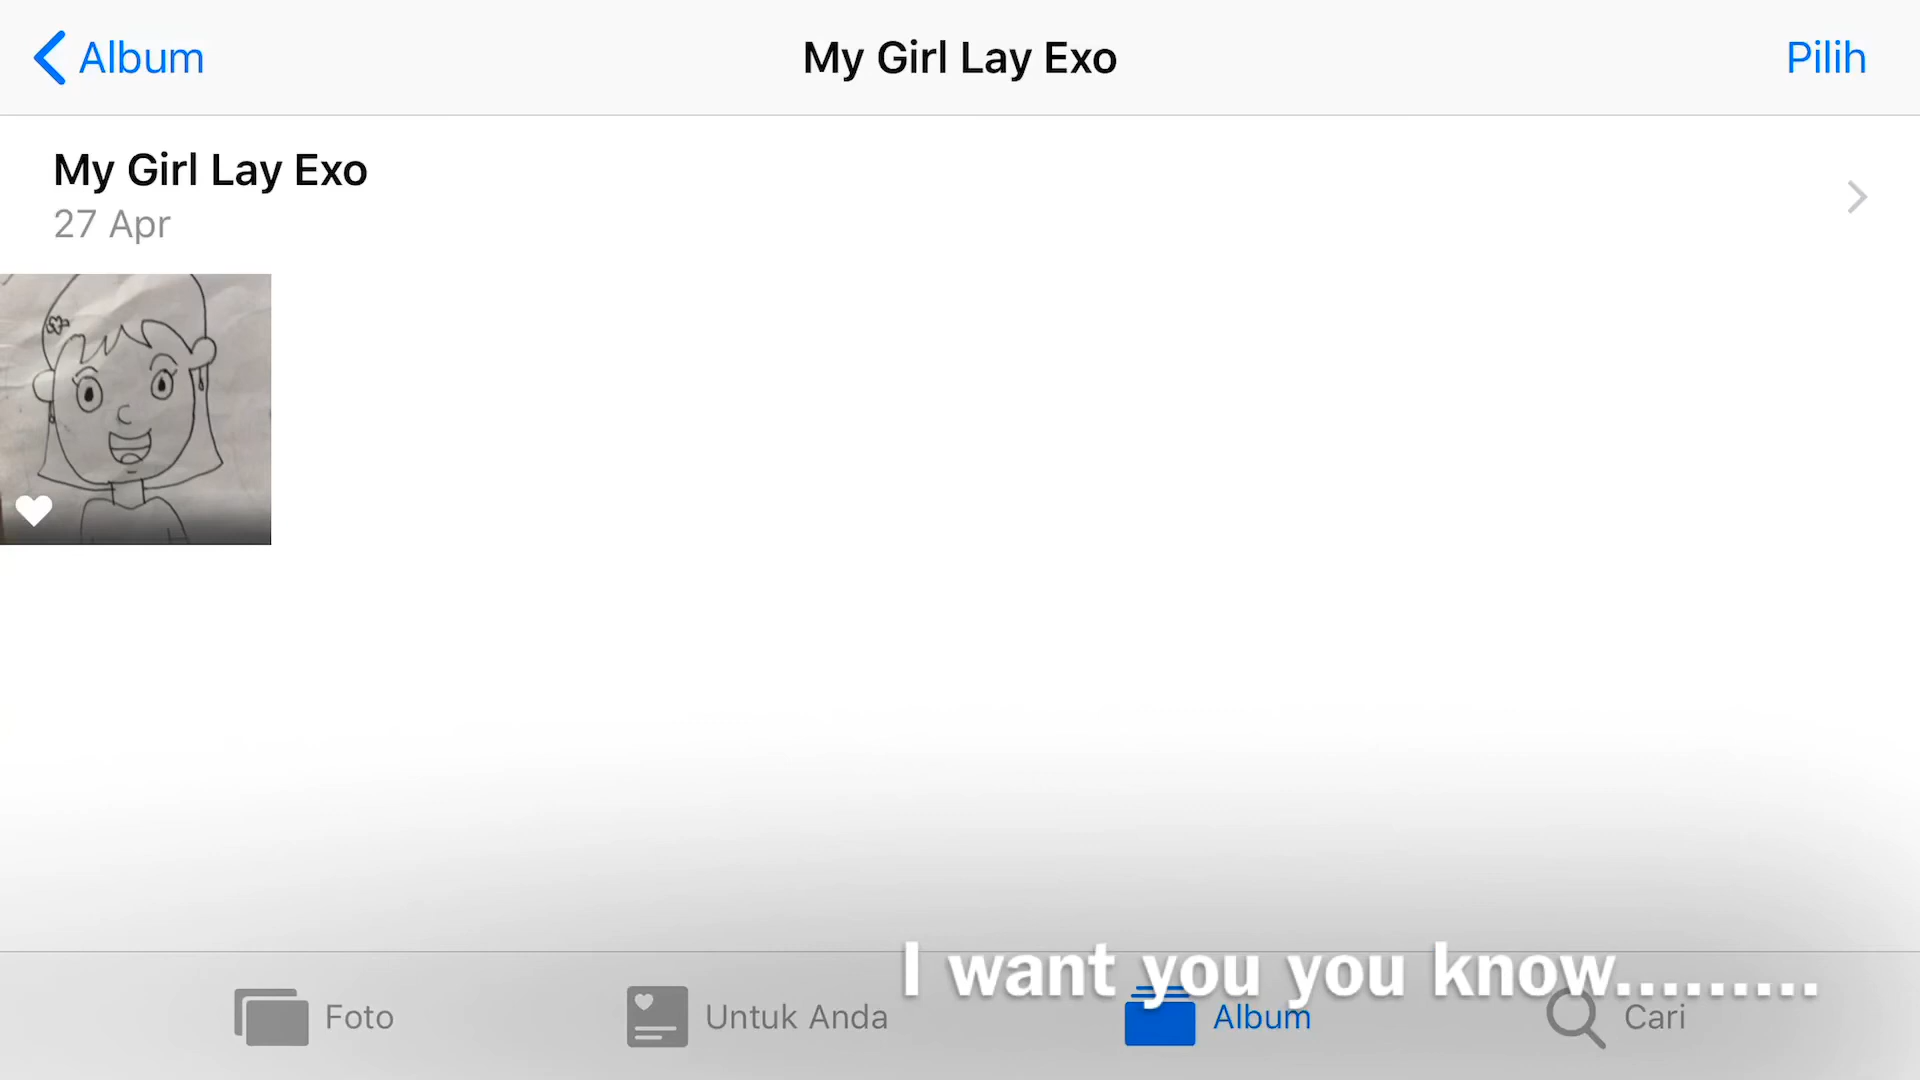 Album
My Girl Lay Exo
Pilih
My Girl Lay Exo
27 Apr
I want you you know.........
Foto
Untuk Anda
Album
Cari